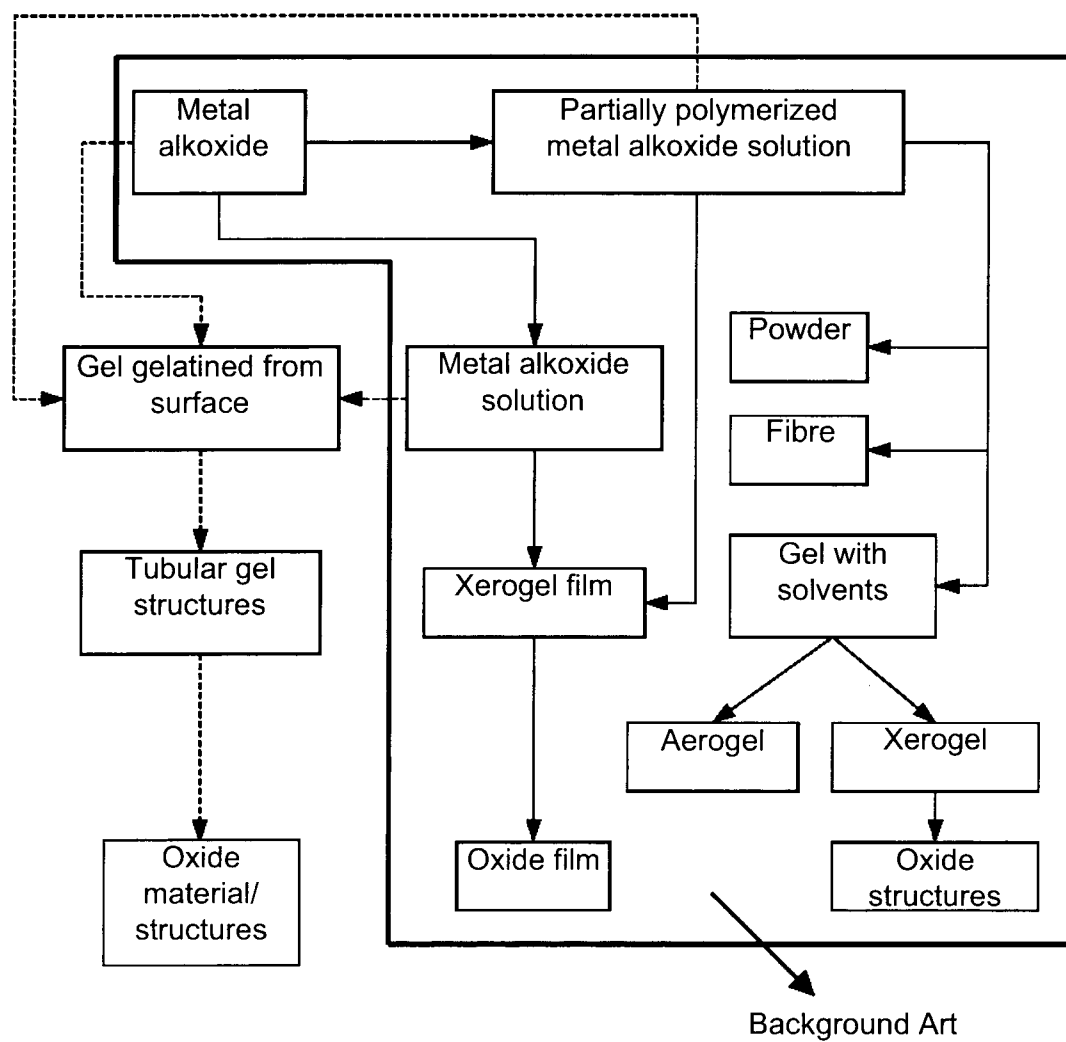 Metal
alkoxide
Partially polymerized
metal alkoxide solution
Powder
Gel gelatined from
surface
Metal alkoxide
solution
Fibre
Tubular gel
structures
Xerogel film
Gel with
solvents
Aerogel
Xerogel
Oxide
material/
structures
Oxide film
Oxide
structures
Background Art